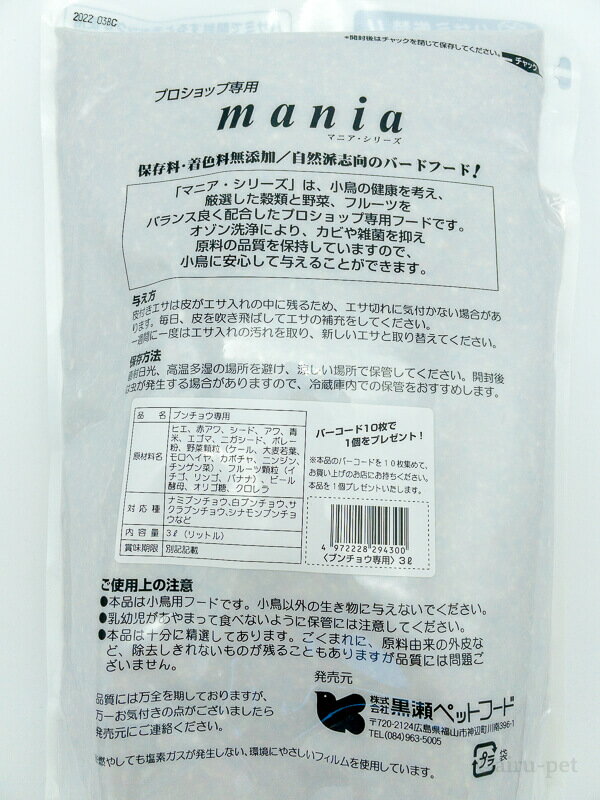 2022 03BC
*開封後はチャックを閉じて保存してください。
チャック
プロショップ専用
mania
マニア・シリーズ
保存料・着色料無添加／自然派志向のバードフード!
「マニア・シリーズ」は、小鳥の健康を考え、
厳選した穀類と野菜、フルーツを
バランス良く配合したプロショップ専用フードです。
オゾン洗浄により、カビや雑菌を抑え
原料の品質を保持していますので、
小鳥に安心して与えることができます。
与え方
皮付きエサは皮がエサ入れの中に残るため、エサ切れに気付かない場合があ
ります。毎日、皮を吹き飛ばしてエサの補充をしてください。
一週間に一度はエサ入れの汚れを取り、新しいエサと取り替えてください。
保存方法
直射日光、高温多湿の場所を避け、涼しい場所で保管してください。開封後
は虫が発生する場合がありますので、冷蔵庫内での保管をおすすめします。
品名 ブンチョウ専用
原材料名 ヒエ、赤アワ、シード、アワ、青
米、エゴマ、ニガシード、ボレー
粉、野菜顆粒（ケール、大麦若葉、
モロヘイヤ、カボチャ、ニンジン、
チンゲン菜）、フルーツ顆粒（イ
チゴ、リンゴ、バナナ）、ビール
酵母、オリゴ糖、クロレラ
対応種 ナミブンチョウ、白ブンチョウ、サ
クラブンチョウ、シナモンブンチョ
ウなど
内容量 3ℓ（リットル）
賞味期限 別記記載
バーコード10枚で
1個をプレゼント!
※本品のバーコードを10枚集めて、
お買い上げのお店にお持ちください。
本品を1個プレゼントいたします。
4 972228 294300
〈ブンチョウ専用〉3ℓ
ご使用上の注意
●本品は小鳥用フードです。小鳥以外の生き物に与えないでください。
●乳幼児があやまって食べないように保管には注意してください。
●本品は十分に精選してあります。ごくまれに、原料由来の外皮な
ど、除去しきれないものが残ることもありますが品質には問題ご
ざいません。
品質には万全を期しておりますが、
万一お気付きの点がございましたら
発売元にご連絡ください。
発売元
株式会社 黒瀬ペットフード
〒720-2124広島県福山市神辺町川南396-1
TEL(084)963-5005
燃やしても塩素ガスが発生しない、環境にやさしいフィルムを使用しています。
プラ 袋
airu-pet